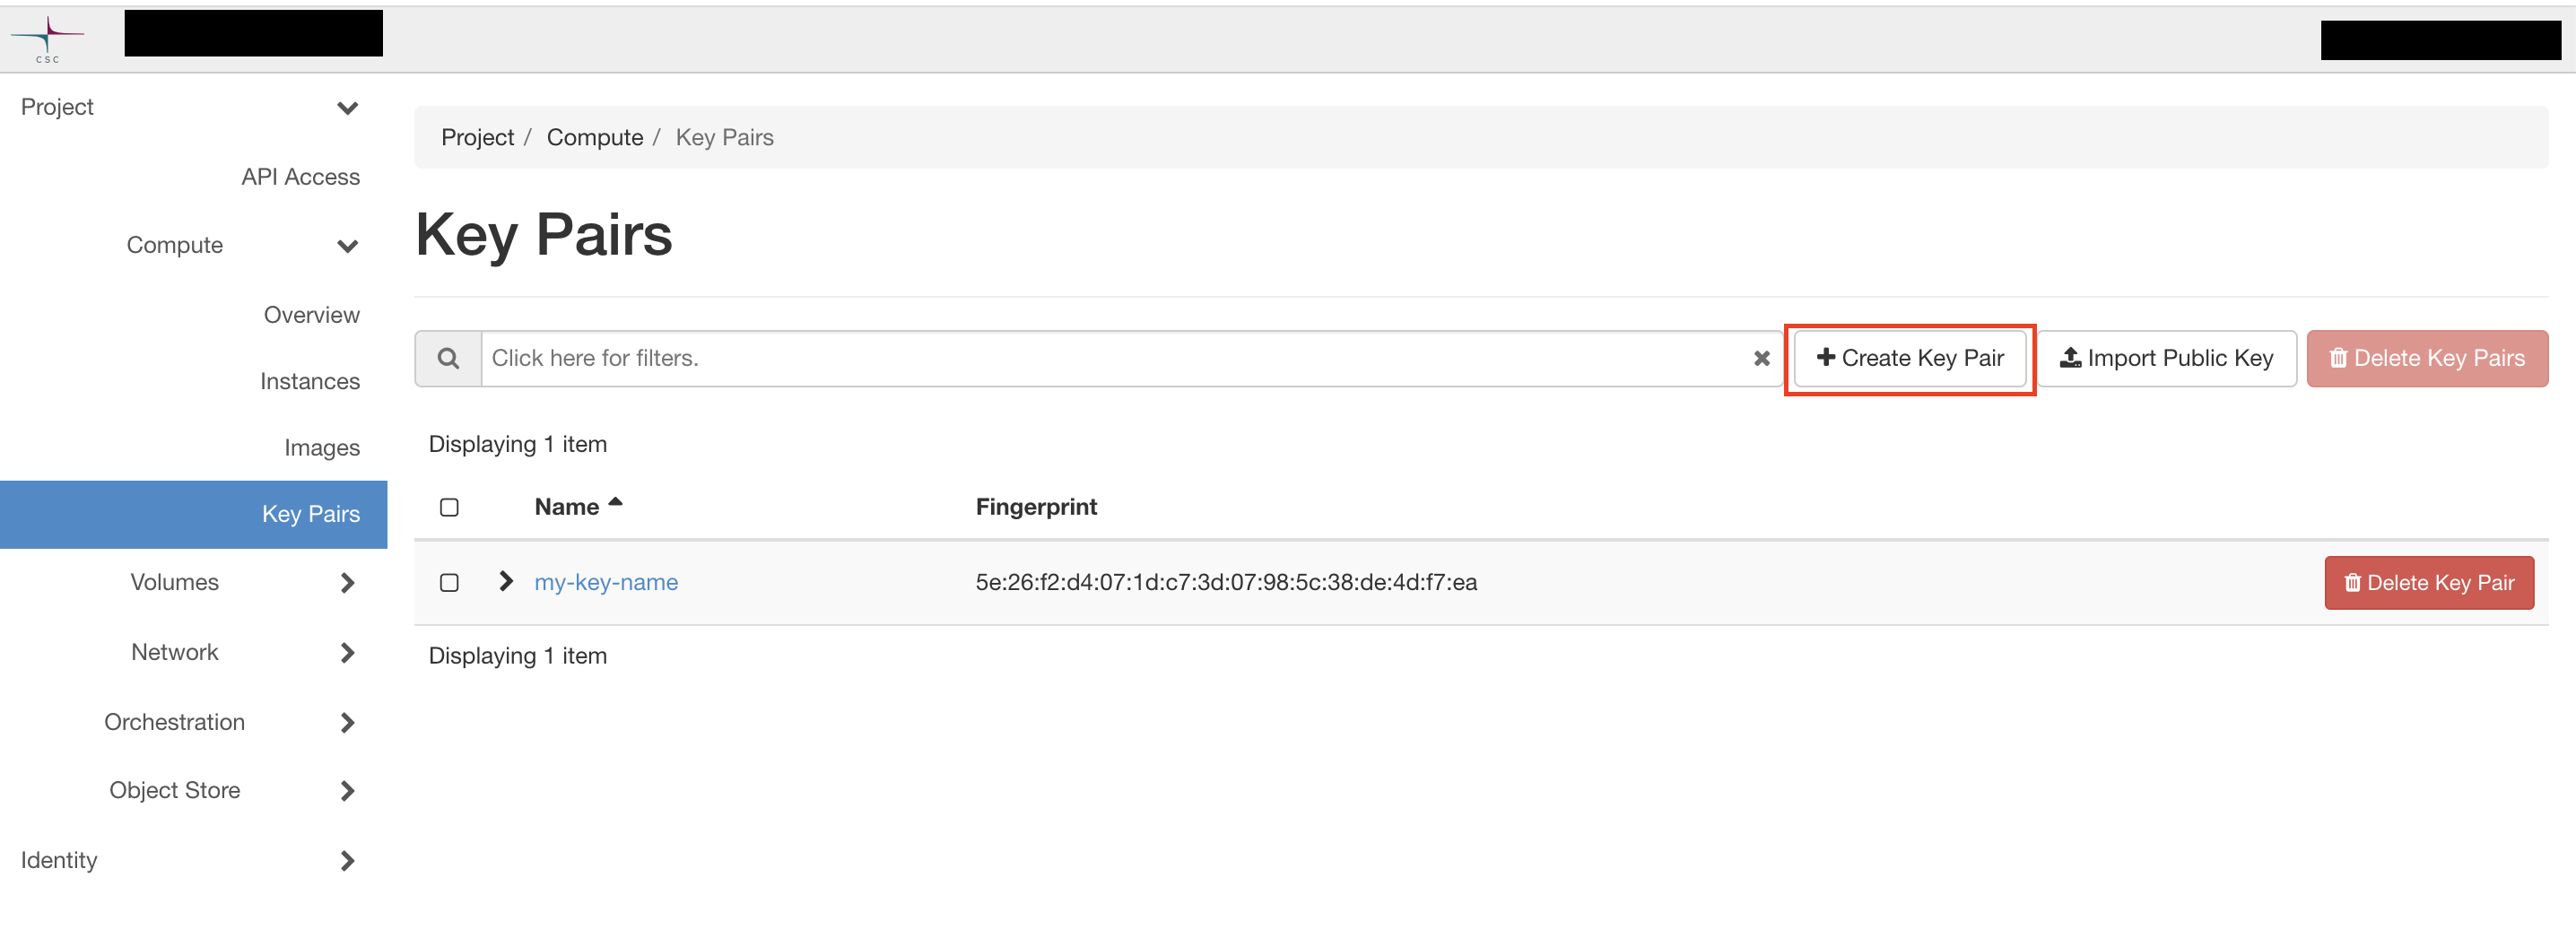 CSC
Project
API Access
Compute
Overview
Instances
Images
Key Pairs
Volumes
Network
Orchestration
Object Store
Identity
Project / Compute / Key Pairs
Key Pairs
Click here for filters.
Create Key Pair
Import Public Key
Delete Key Pairs
Displaying 1 item
Name Fingerprint
my-key-name 5e:26:f2:d4:07:1d:c7:3d:07:98:5c:38:de:4d:f7:ea Delete Key Pair
Displaying 1 item